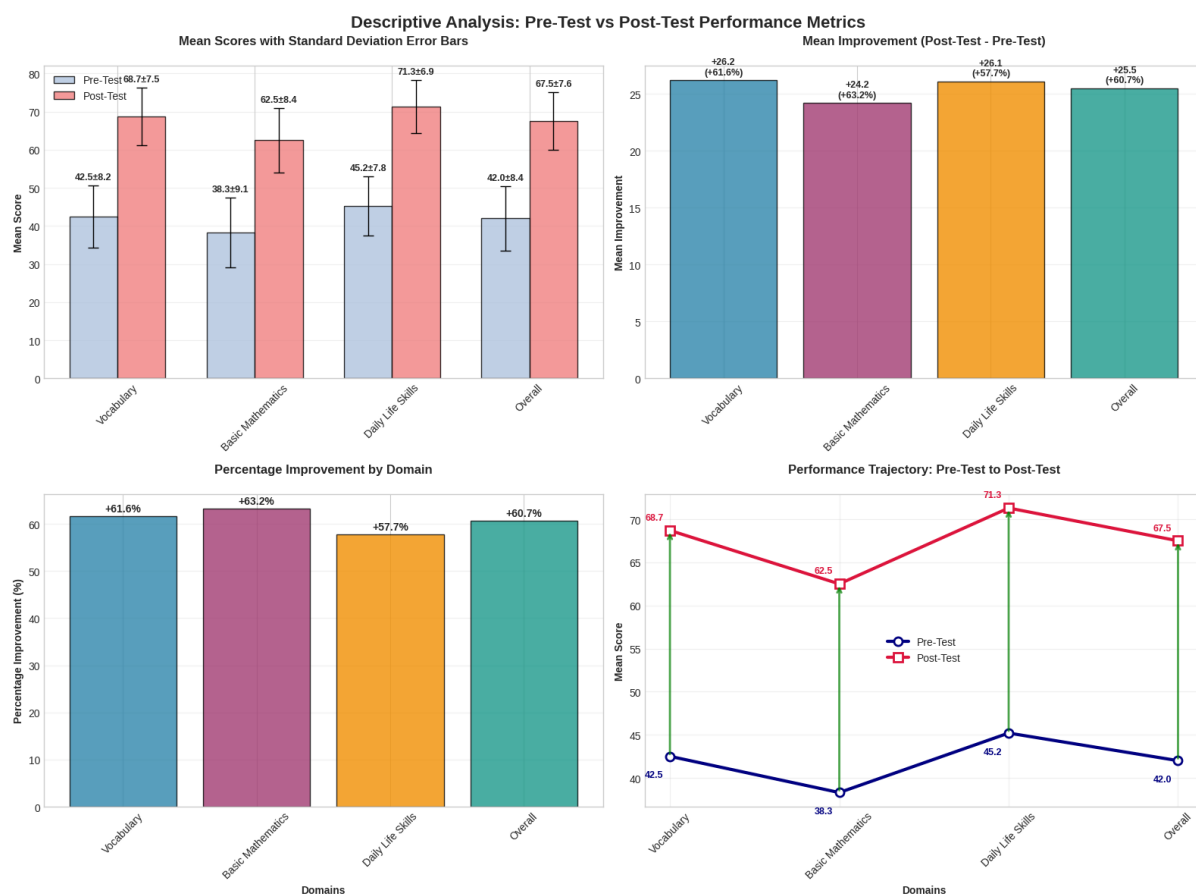 Descriptive Analysis: Pre-Test vs Post-Test Performance Metrics
Mean Scores with Standard Deviation Error Bars
Mean Score
80
70
60
50
40
30
20
10
0
Pre-Test
Post-Test
42.5±8.2
68.7±7.5
38.3±9.1
62.5±8.4
45.2±7.8
71.3±6.9
42.0±8.4
67.5±7.6
Vocabulary
Basic Mathematics
Daily Life Skills
Overall
Mean Improvement (Post-Test - Pre-Test)
Mean Improvement
25
20
15
10
5
0
+26.2
(+61.6%)
+24.2
(+63.2%)
+26.1
(+57.7%)
+25.5
(+60.7%)
Vocabulary
Basic Mathematics
Daily Life Skills
Overall
Percentage Improvement by Domain
Percentage Improvement (%)
60
50
40
30
20
10
0
+61.6%
+63.2%
+57.7%
+60.7%
Vocabulary
Basic Mathematics
Daily Life Skills
Overall
Domains
Performance Trajectory: Pre-Test to Post-Test
Mean Score
70
65
60
55
50
45
40
68.7
62.5
71.3
67.5
Pre-Test
Post-Test
42.5
38.3
45.2
42.0
Vocabulary
Basic Mathematics
Daily Life Skills
Overall
Domains